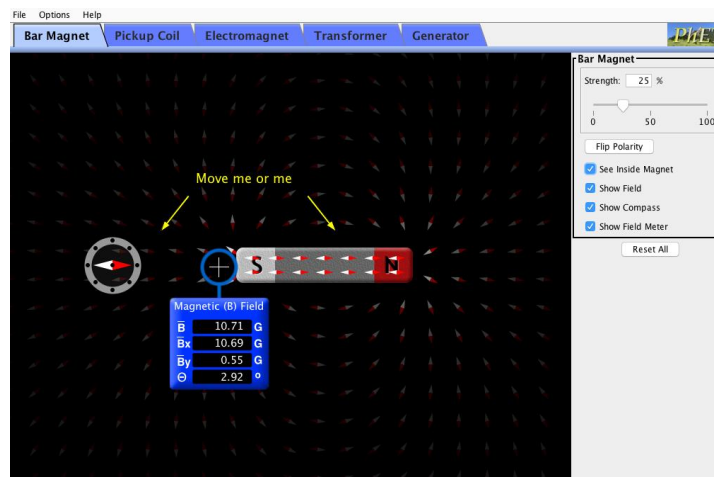 File Options Help
Bar Magnet Pickup Coil Electromagnet Transformer Generator PhET
Bar Magnet
Strength: 25 %
0 50 100
Flip Polarity
See Inside Magnet
Show Field
Show Compass
Show Field Meter
Reset All
Move me or me
S N
Magnetic (B) Field
B 10.71 G
Bx 10.69 G
By 0.55 G
Θ 2.92 °